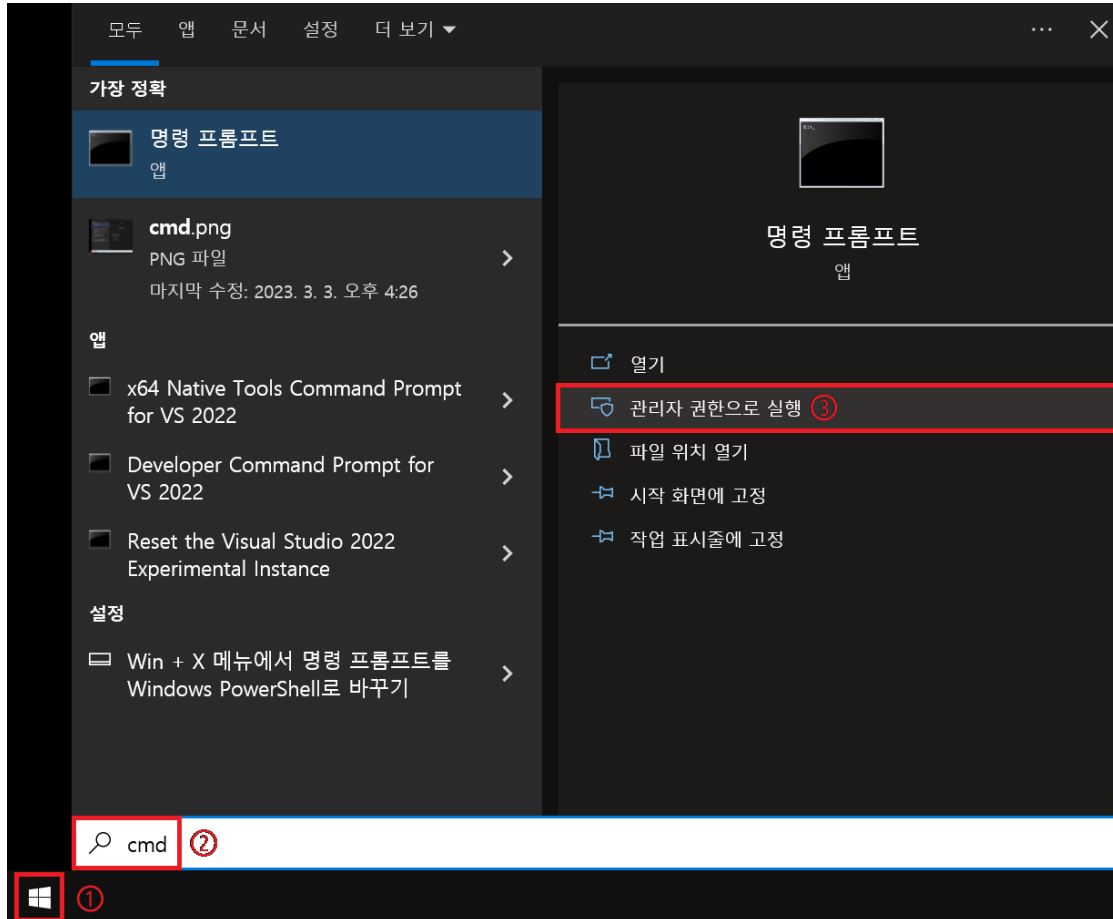 모두 앱 문서 설정 더 보기
가장 정확
명령 프롬프트
앱
cmd.png
PNG 파일
마지막 수정: 2023. 3. 3. 오후 4:26
앱
x64 Native Tools Command Prompt
for VS 2022
Developer Command Prompt for
VS 2022
Reset the Visual Studio 2022
Experimental Instance
설정
Win + X 메뉴에서 명령 프롬프트를
Windows PowerShell로 바꾸기
명령 프롬프트
앱
열기
관리자 권한으로 실행 ③
파일 위치 열기
시작 화면에 고정
작업 표시줄에 고정
cmd ②
①